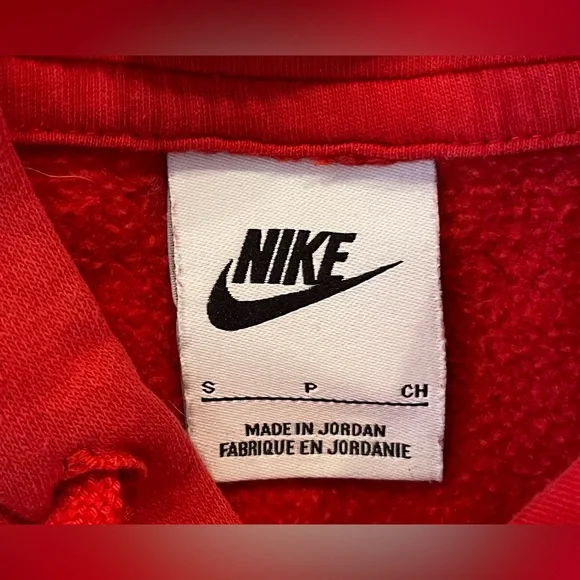 NIKE
S P CH
MADE IN JORDAN
FABRIQUE EN JORDANIE